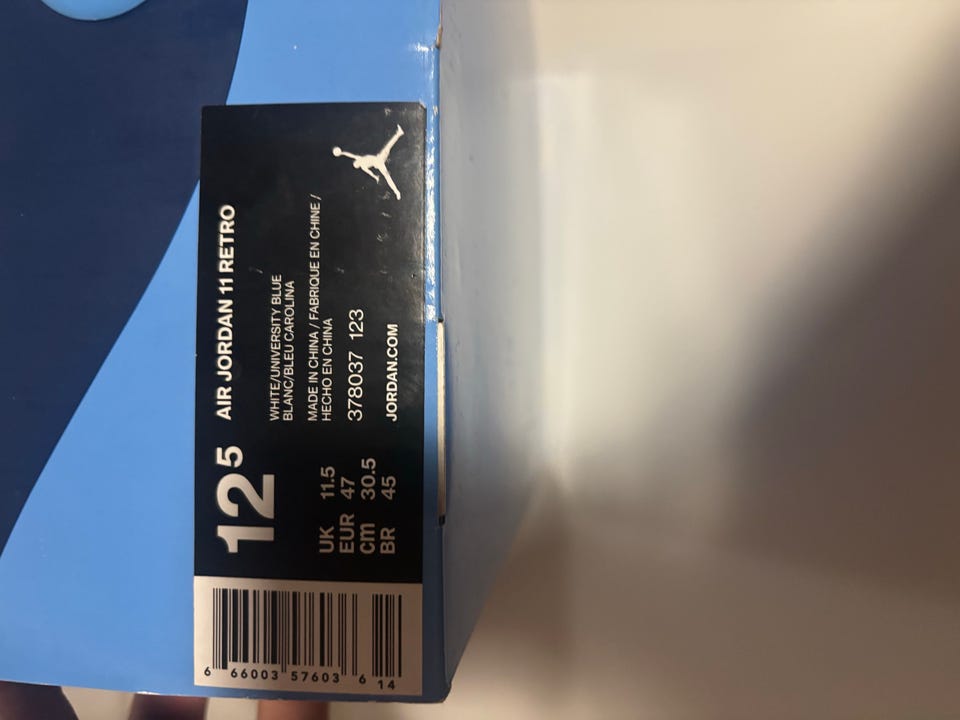 AIR JORDAN 11 RETRO
WHITE/UNIVERSITY BLUE
BLANC/BLEU CAROLINA
MADE IN CHINA / FABRIQUE EN CHINE /
HECHO EN CHINA
378037 123
JORDAN.COM
12⁵
UK 11.5
EUR 47
cm 30.5
BR 45
6 66003 57603 6 14